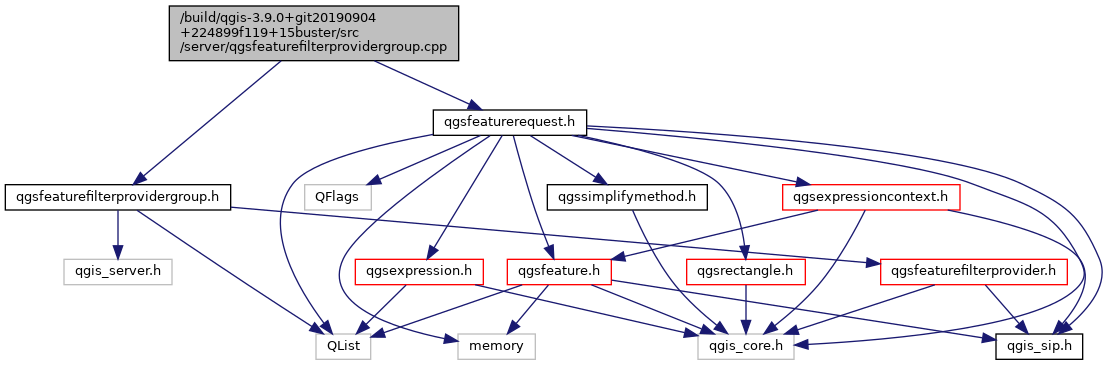 /build/qgis-3.9.0+git20190904
+224899f119+15buster/src
/server/qgsfeaturefilterprovidergroup.cpp
qgsfeaturerequest.h
qgsfeaturefilterprovidergroup.h
QFlags
qgssimplifymethod.h
qgsexpressioncontext.h
qgis_server.h
qgsexpression.h
qgsfeature.h
qgsrectangle.h
qgsfeaturefilterprovider.h
QList
memory
qgis_core.h
qgis_sip.h